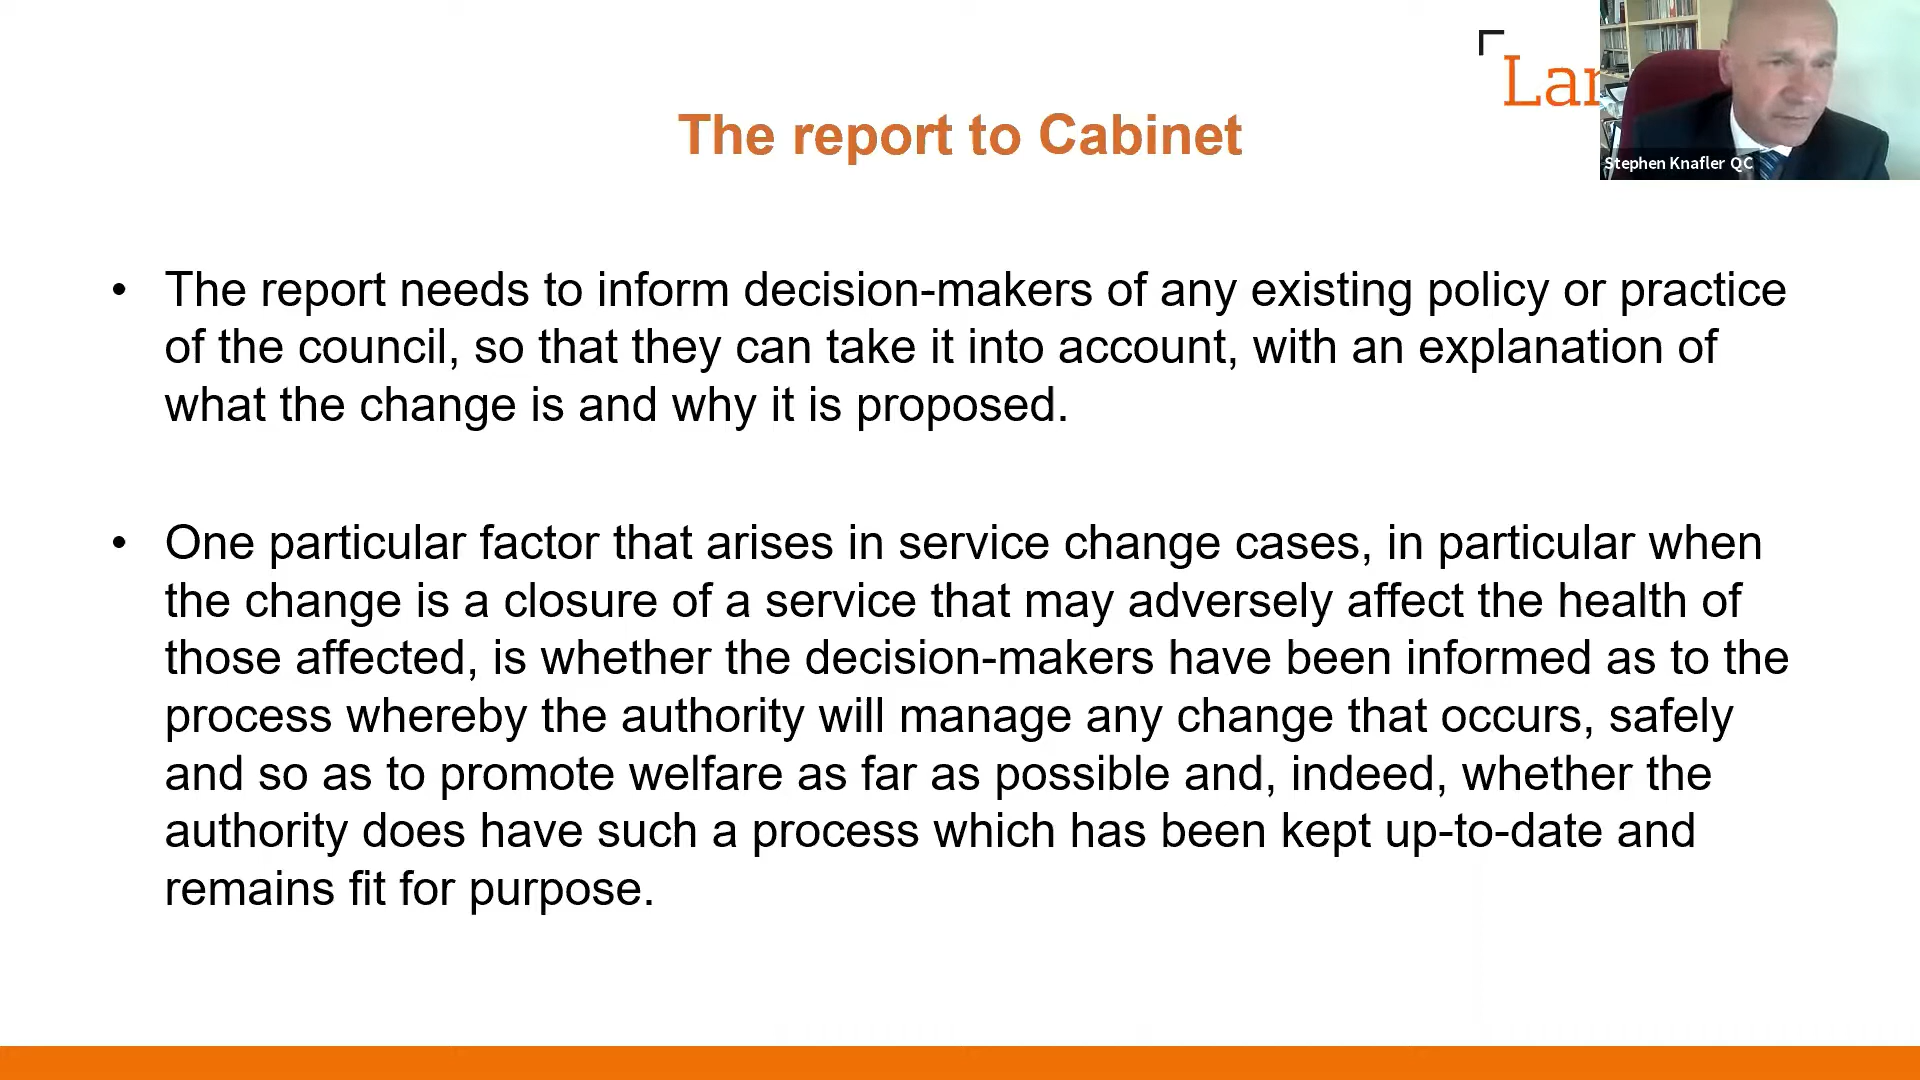 Lan
The report to Cabinet
Stephen Knafler QC
• The report needs to inform decision-makers of any existing policy or practice
of the council, so that they can take it into account, with an explanation of
what the change is and why it is proposed.
• One particular factor that arises in service change cases, in particular when
the change is a closure of a service that may adversely affect the health of
those affected, is whether the decision-makers have been informed as to the
process whereby the authority will manage any change that occurs, safely
and so as to promote welfare as far as possible and, indeed, whether the
authority does have such a process which has been kept up-to-date and
remains fit for purpose.